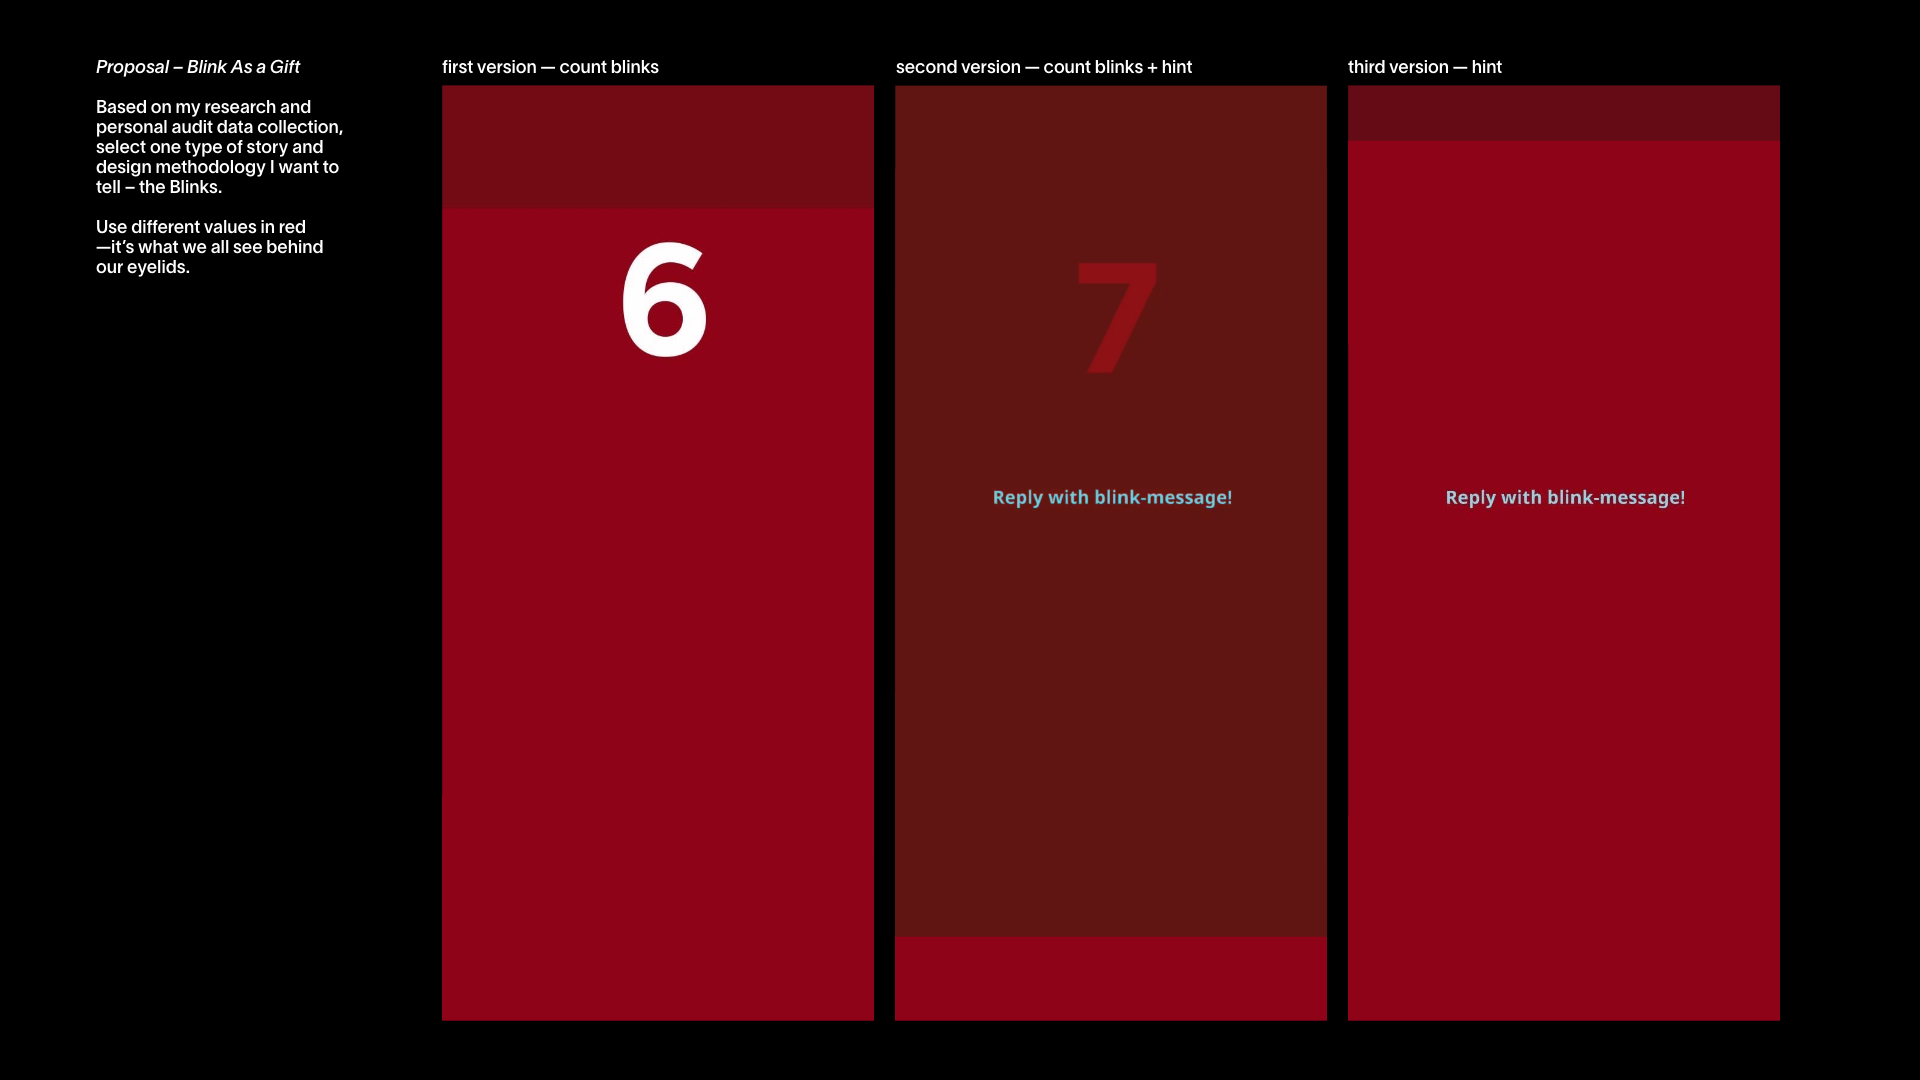 Proposal – Blink As a Gift
Based on my research and
personal audit data collection,
select one type of story and
design methodology I want to
tell – the Blinks.
Use different values in red
—it’s what we all see behind
our eyelids.
first version — count blinks
6
second version — count blinks + hint
7
Reply with blink-message!
third version — hint
Reply with blink-message!